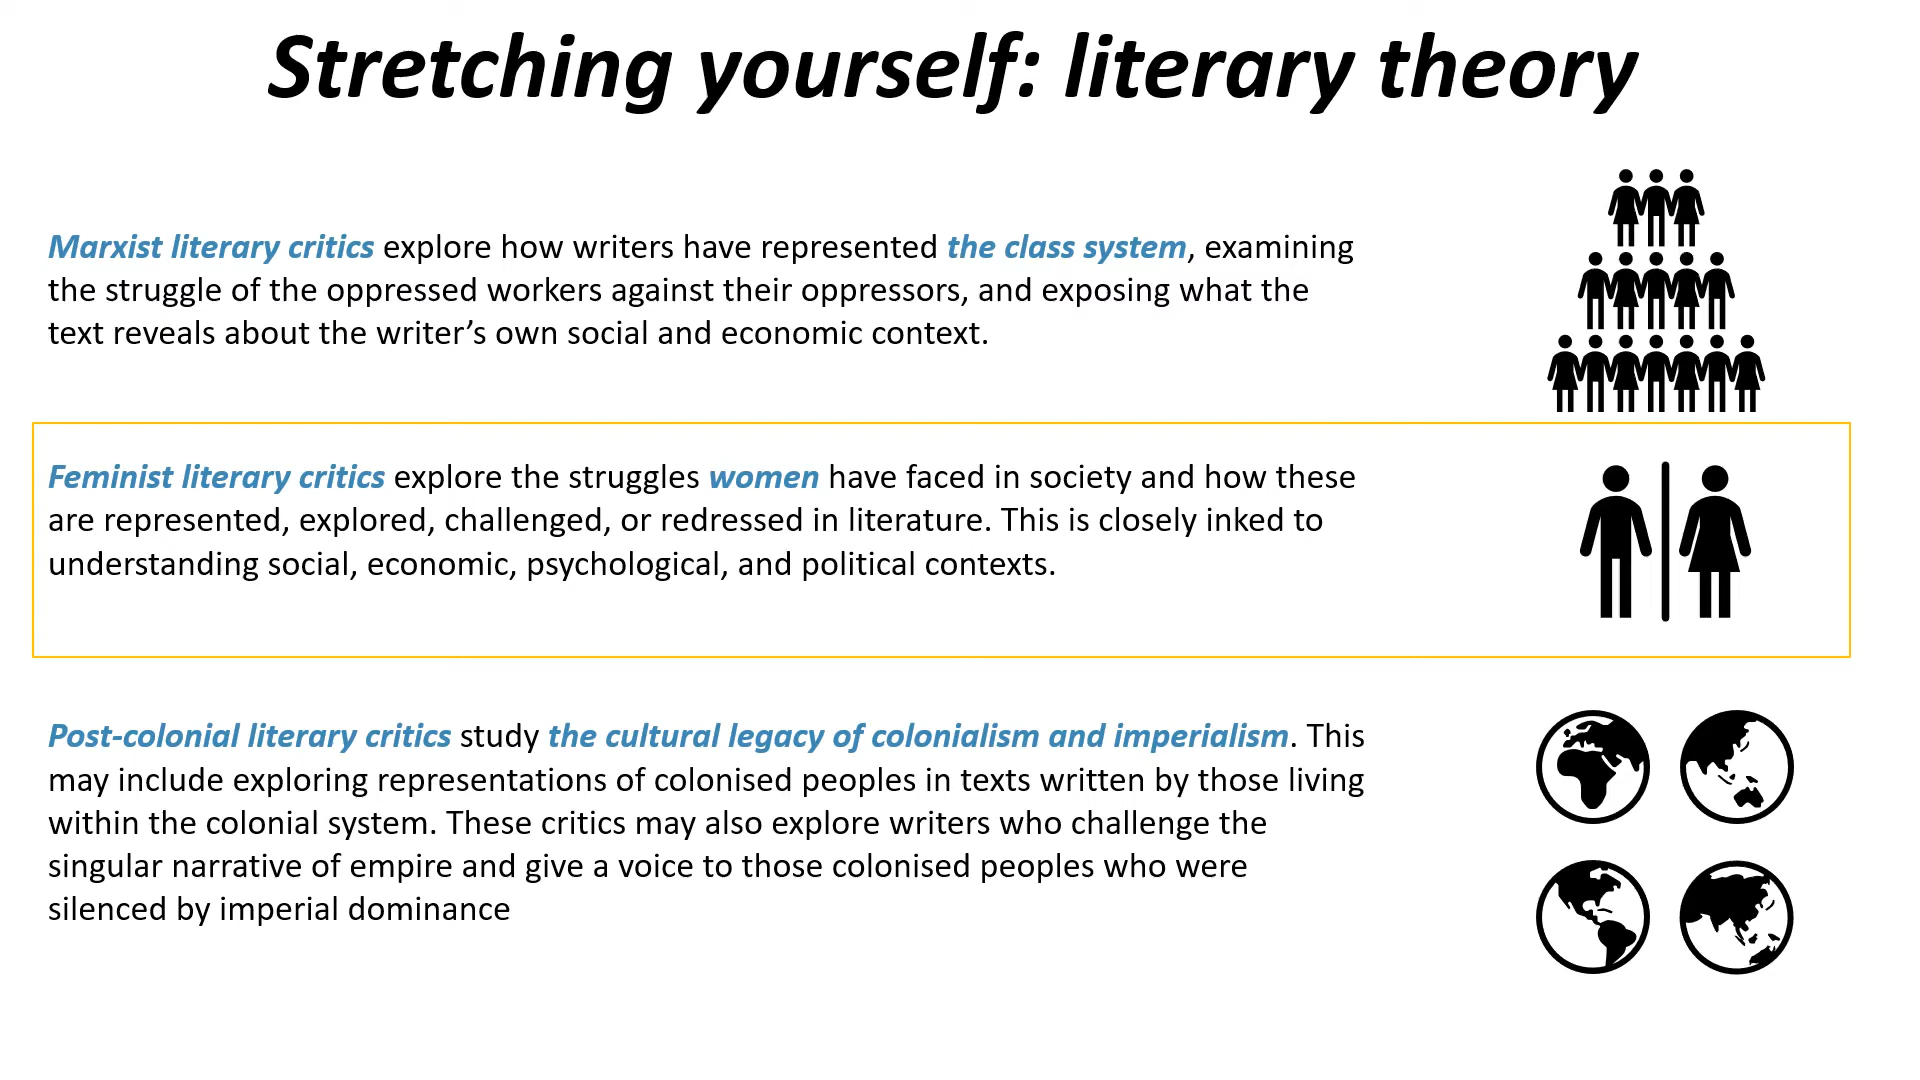 Stretching yourself: literary theory
Marxist literary critics explore how writers have represented the class system, examining
the struggle of the oppressed workers against their oppressors, and exposing what the
text reveals about the writer’s own social and economic context.
Feminist literary critics explore the struggles women have faced in society and how these
are represented, explored, challenged, or redressed in literature. This is closely inked to
understanding social, economic, psychological, and political contexts.
Post-colonial literary critics study the cultural legacy of colonialism and imperialism. This
may include exploring representations of colonised peoples in texts written by those living
within the colonial system. These critics may also explore writers who challenge the
singular narrative of empire and give a voice to those colonised peoples who were
silenced by imperial dominance